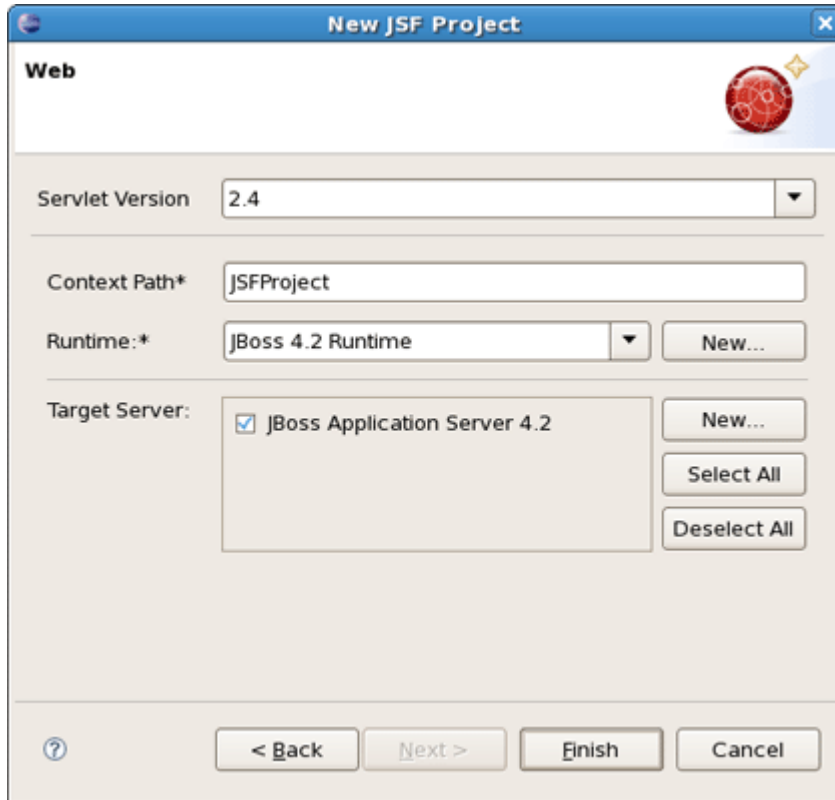 New JSF Project
Web
Servlet Version 2.4
Context Path* JSFProject
Runtime:* JBoss 4.2 Runtime New...
Target Server: JBoss Application Server 4.2 New...
Select All
Deselect All
? < Back Next > Finish Cancel